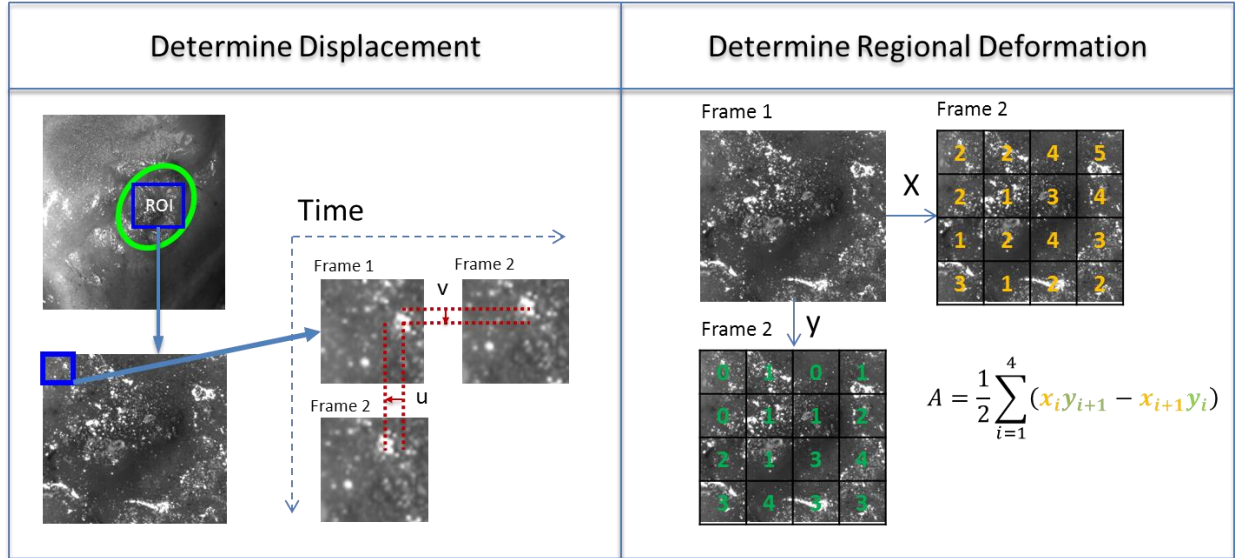 Determine Displacement
Determine Regional Deformation
ROI
Time
Frame 1
Frame 2
v
u
Frame 2
Frame 1
X
Frame 2
2 2 4 5
2 1 3 4
1 2 4 3
3 1 2 2
y
Frame 2
0 1 0 1
0 1 1 2
2 1 3 4
3 4 3 3
A = \frac{1}{2} \sum_{i=1}^{4} (x_i y_{i+1} − x_{i+1} y_i)